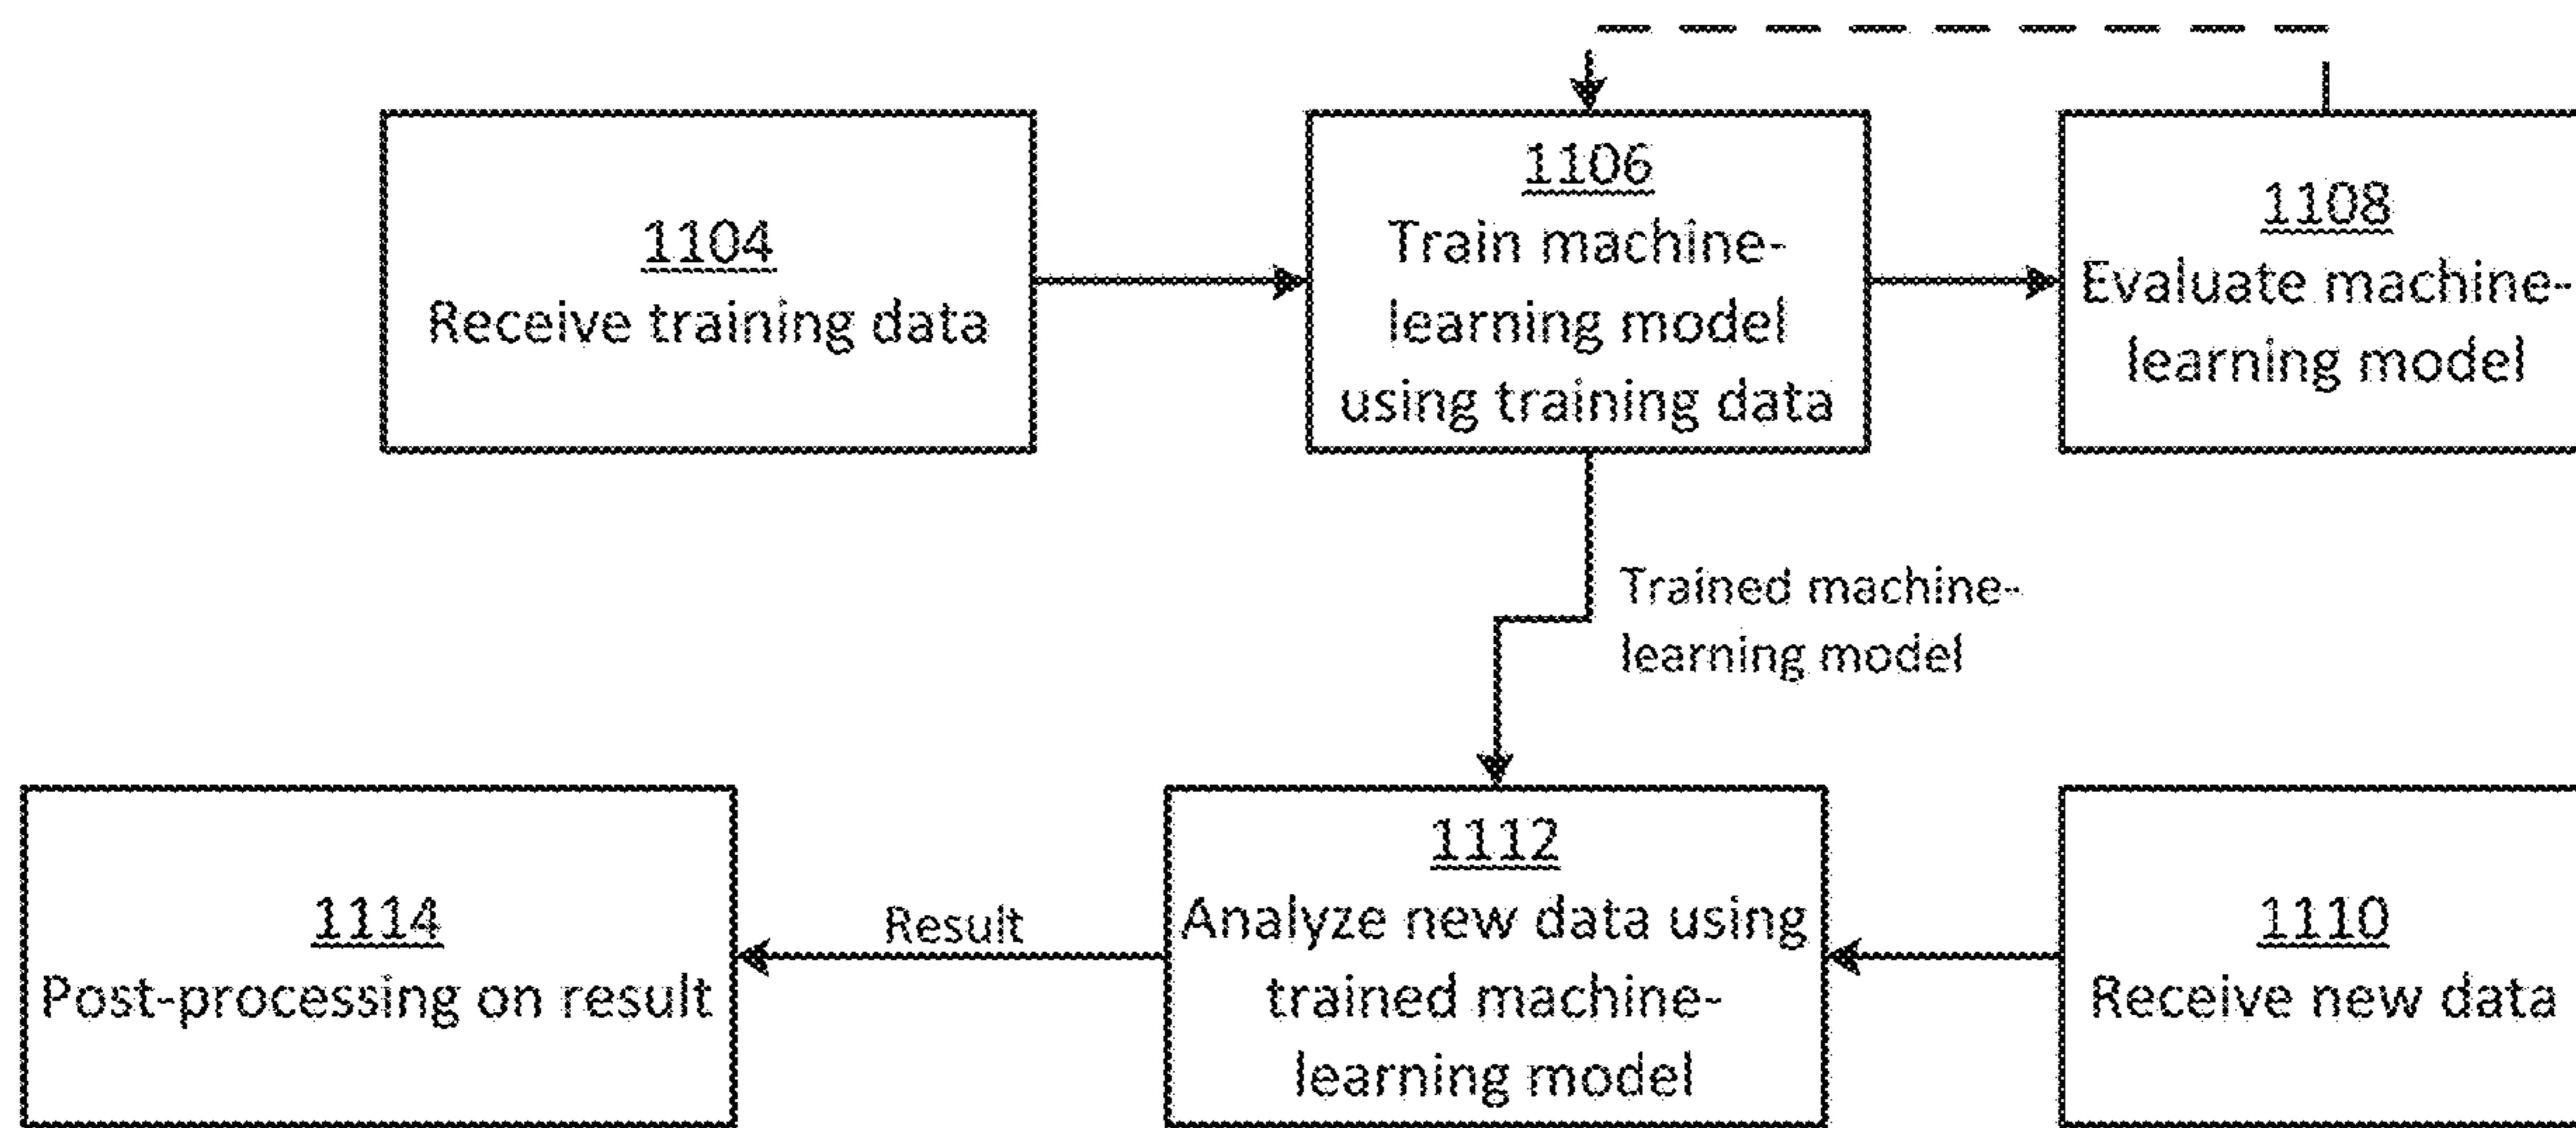 1104
Receive training data
1106
Train machine-
learning model
using training data
1108
Evaluate machine-
learning model
Trained machine-
learning model
1114
Post-processing on result
Result
1112
Analyze new data using
trained machine-
learning model
1110
Receive new data